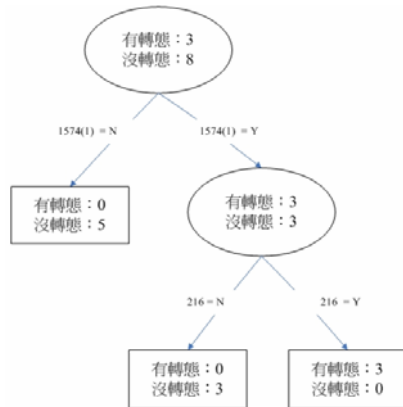 有轉態：3
沒轉態：8
1574(1) = N
1574(1) = Y
有轉態：0
沒轉態：5
有轉態：3
沒轉態：3
216 = N
216 = Y
有轉態：0
沒轉態：3
有轉態：3
沒轉態：0